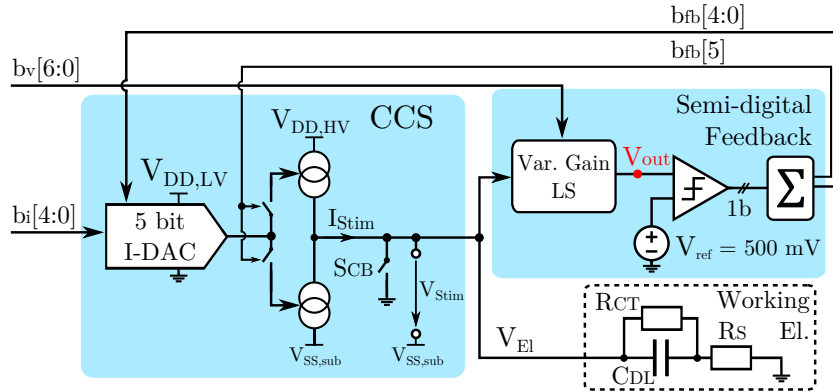 bfb[4:0]
bfb[5]
bv[6:0]
CCS
Semi-digital
Feedback
VDD,HV
VDD,LV
Var. Gain
LS
Vout
Σ
1b
bi[4:0]
5 bit
I-DAC
IStim
SCB
VStim
Vref = 500 mV
VSS,sub
VSS,sub
VEl
RCT
Working
El.
RS
CDL